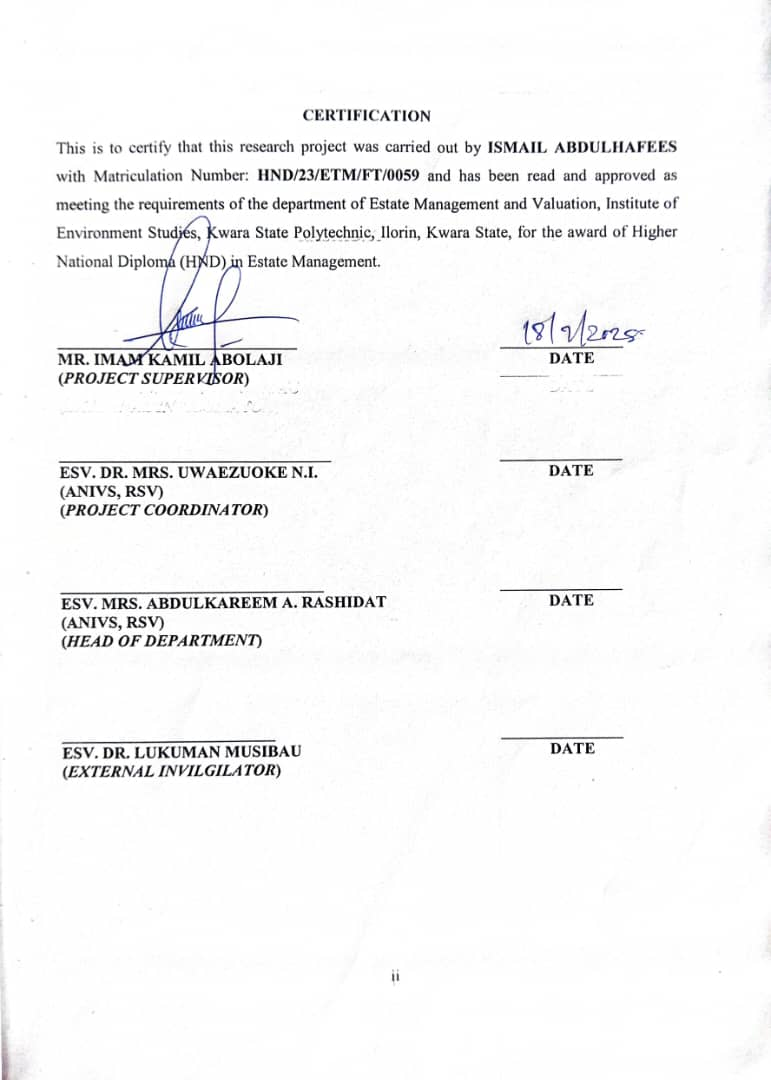 CERTIFICATION
This is to certify that this research project was carried out by ISMAIL ABDULHAFEES
with Matriculation Number: HND/23/ETM/FT/0059 and has been read and approved as
meeting the requirements of the department of Estate Management and Valuation, Institute of
Environment Studies, Kwara State Polytechnic, Ilorin, Kwara State, for the award of Higher
National Diploma (HND) in Estate Management.
18/9/2025
MR. IMAM KAMIL ABOLAJI DATE
(PROJECT SUPERVISOR)
ESV. DR. MRS. UWAEZUOKE N.I. DATE
(ANIVS, RSV)
(PROJECT COORDINATOR)
ESV. MRS. ABDULKAREEM A. RASHIDAT DATE
(ANIVS, RSV)
(HEAD OF DEPARTMENT)
ESV. DR. LUKUMAN MUSIBAU DATE
(EXTERNAL INVILGILATOR)
ii